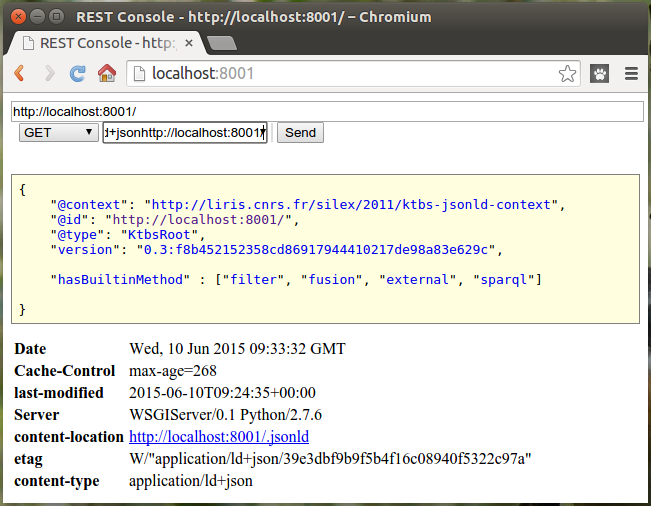 REST Console - http://localhost:8001/ – Chromium
REST Console - http:
localhost:8001
http://localhost:8001/
GET d+jsonhttp://localhost:8001/ Send
{
"@context": "http://liris.cnrs.fr/silex/2011/ktbs-jsonld-context",
"@id": "http://localhost:8001/",
"@type": "KtbsRoot",
"version": "0.3:f8b452152358cd86917944410217de98a83e629c",
"hasBuiltinMethod" : ["filter", "fusion", "external", "sparql"]
}
Date Wed, 10 Jun 2015 09:33:32 GMT
Cache-Control max-age=268
last-modified 2015-06-10T09:24:35+00:00
Server WSGIServer/0.1 Python/2.7.6
content-location http://localhost:8001/.jsonld
etag W/"application/ld+json/39e3dbf9b9f5b4f16c08940f5322c97a"
content-type application/ld+json